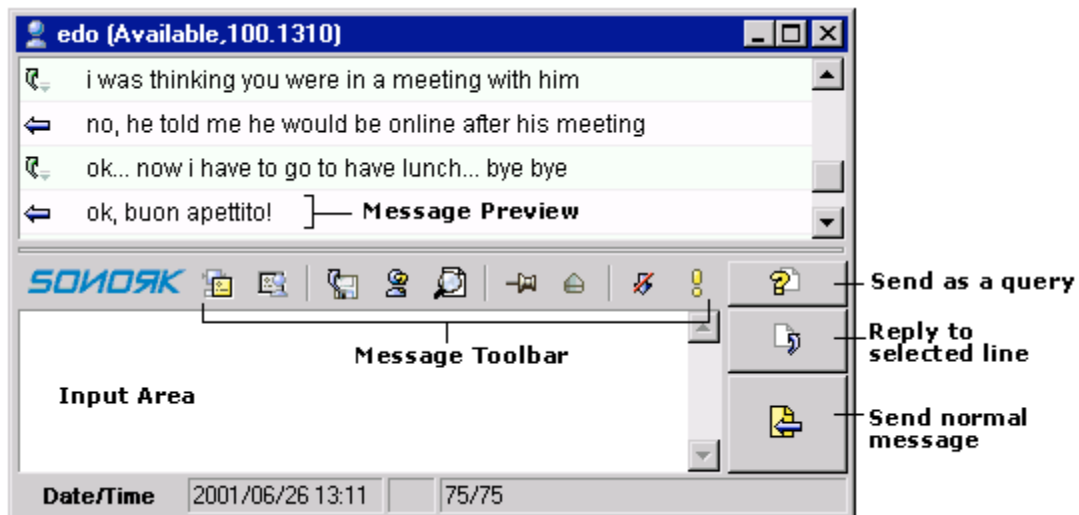 edo (Available,100.1310)
i was thinking you were in a meeting with him
no, he told me he would be online after his meeting
ok... now i have to go to have lunch... bye bye
ok, buon apettito!
Message Preview
SONORK
Send as a query
Message Toolbar
Reply to
selected line
Input Area
Send normal
message
Date/Time 2001/06/26 13:11 75/75